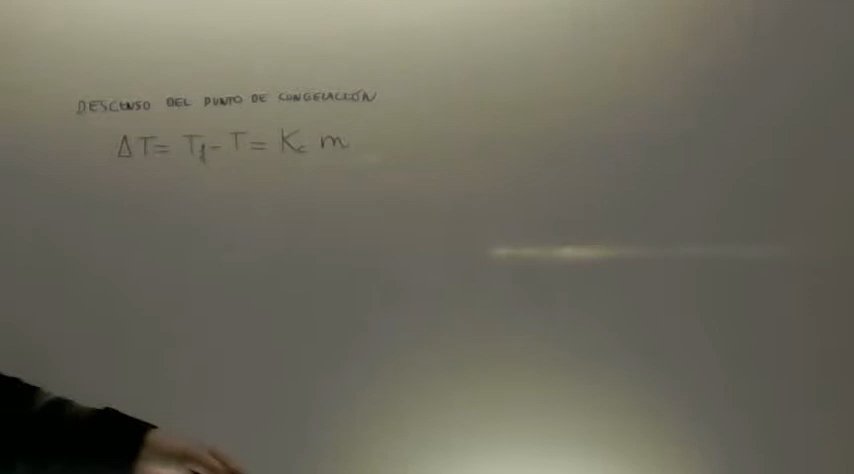 DESCENSO DEL PUNTO DE CONGELACIÓN
ΔT = Tf - T = Kc m